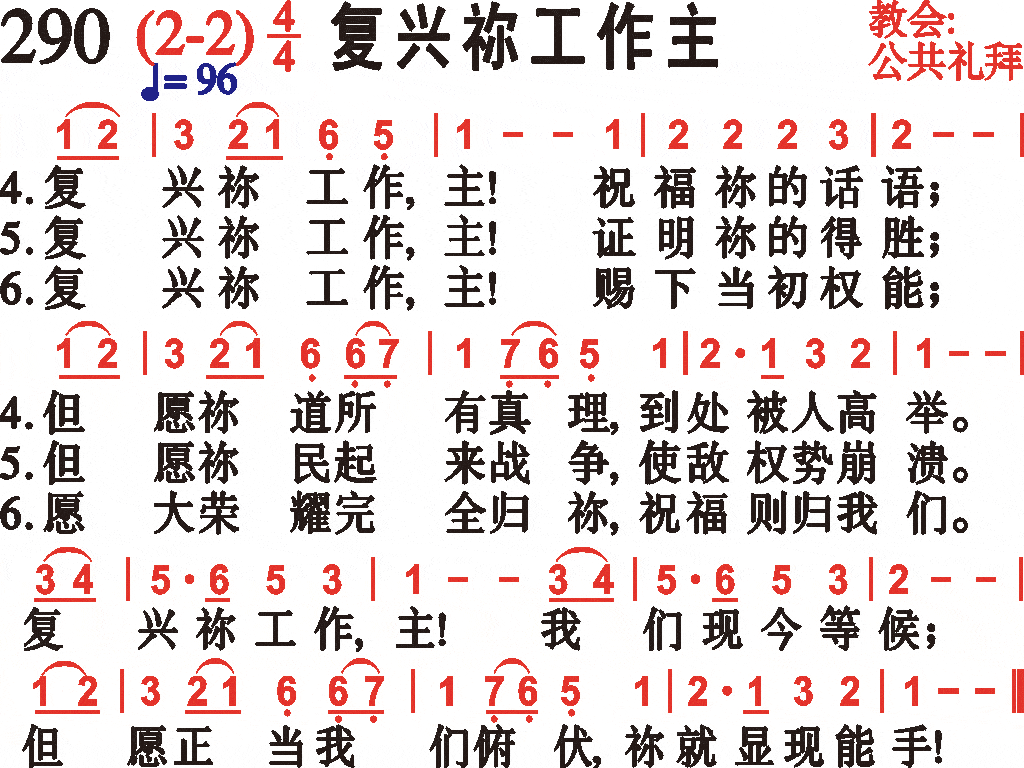 290 (2-2) 4/4 复兴祢工作主 教会:
♩= 96 公共礼拜
1 2 | 3 2 1 6 5 | 1 - - 1 | 2 2 2 3 | 2 - - |
4.复 兴祢 工作,主! 祝福祢的话语;
5.复 兴祢 工作,主! 证明祢的得胜;
6.复 兴祢 工作,主! 赐下当初权能;
1 2 | 3 2 1 6 6 7 | 1 7 6 5 1 | 2 · 1 3 2 | 1 - - |
4.但 愿祢 道所 有真 理,到处被人高 举。
5.但 愿祢 民起 来战 争,使敌权势崩 溃。
6.愿 大荣 耀完 全归 祢,祝福则归我 们。
3 4 | 5 · 6 5 3 | 1 - - 3 4 | 5 · 6 5 3 | 2 - - |
复 兴祢工作,主! 我 们现今等候;
1 2 | 3 2 1 6 6 7 | 1 7 6 5 1 | 2 · 1 3 2 | 1 - - ‖
但 愿正 当我 们俯 伏,祢就显现能手!